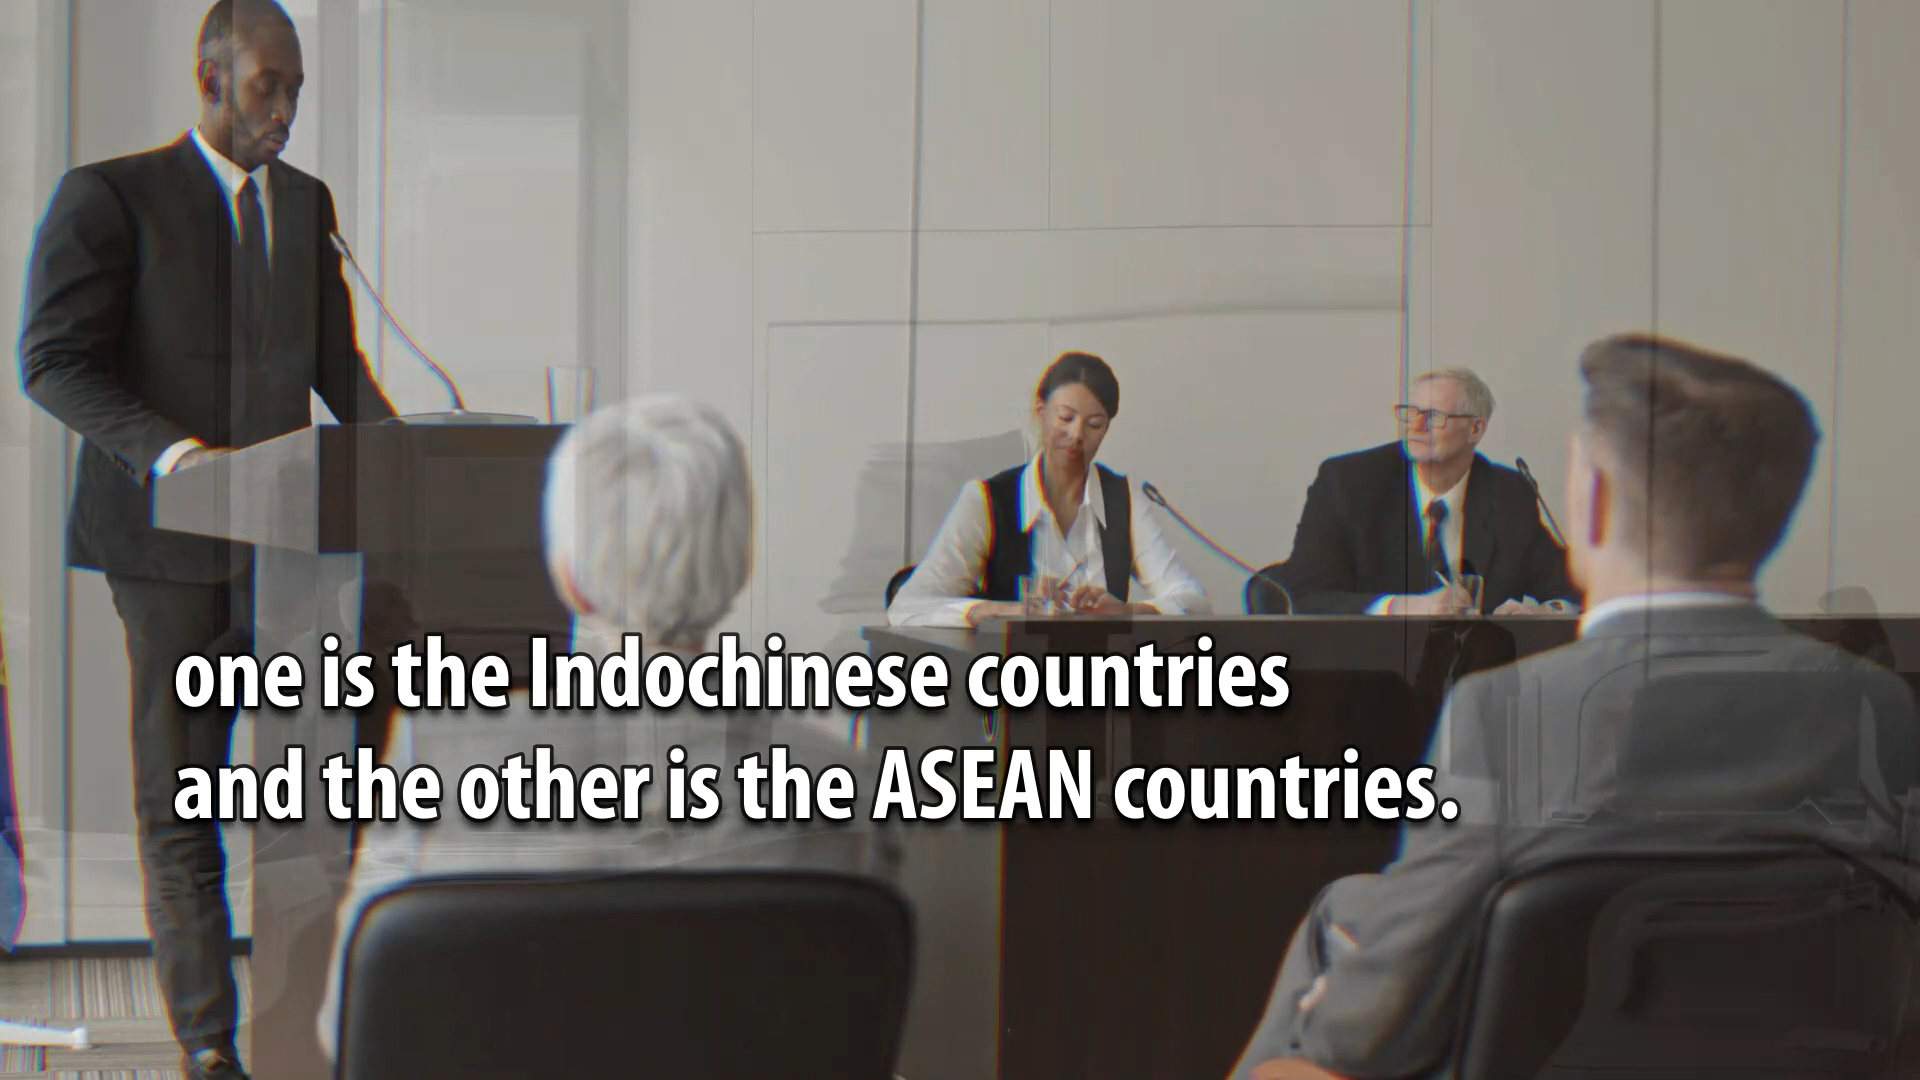 one is the Indochinese countries
and the other is the ASEAN countries.